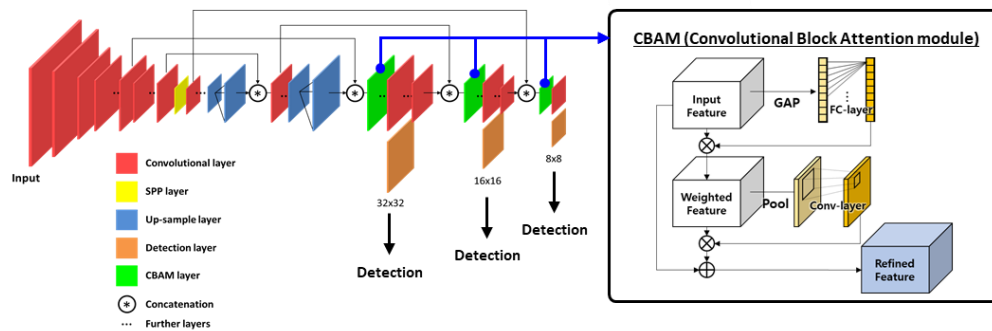 CBAM (Convolutional Block Attention module)
Input
Feature
GAP
FC-layer
Weighted
Feature
Pool
Conv-layer
Refined
Feature
Input
32x32
16x16
8x8
Detection
Detection
Detection
Convolutional layer
SPP layer
Up-sample layer
Detection layer
CBAM layer
Concatenation
Further layers